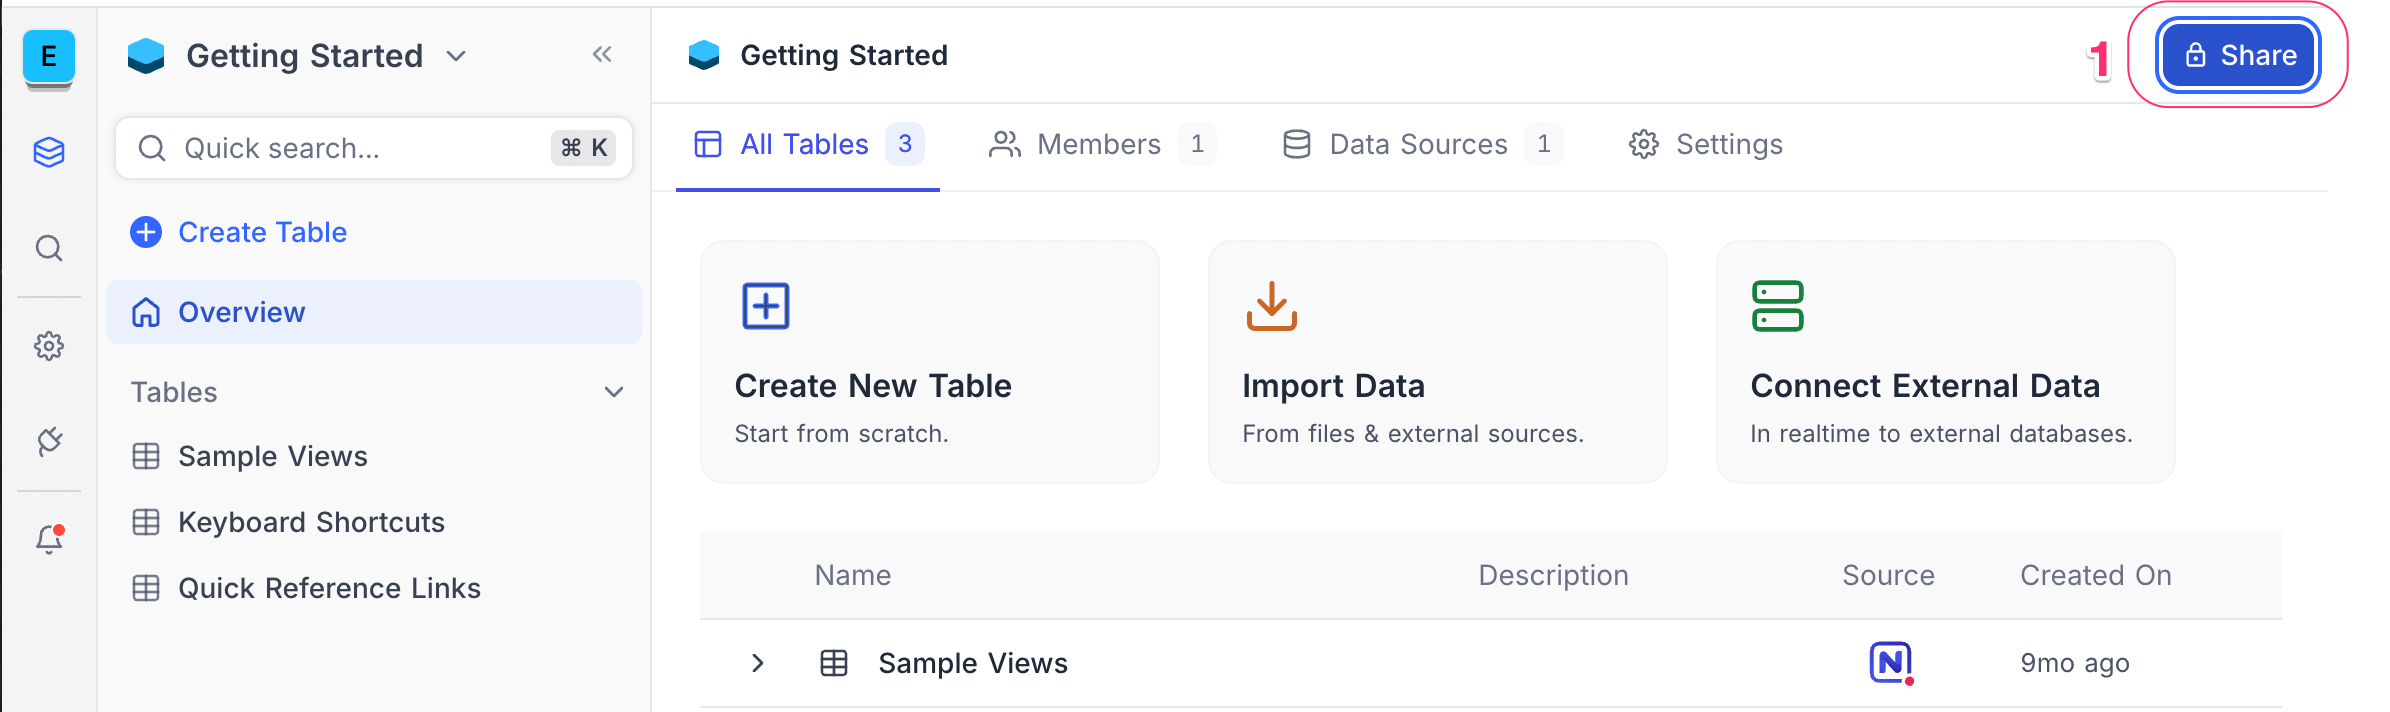 E
Getting Started
Quick search...
⌘ K
Create Table
Overview
Tables
Sample Views
Keyboard Shortcuts
Quick Reference Links
Getting Started
1
Share
All Tables 3
Members 1
Data Sources 1
Settings
Create New Table
Start from scratch.
Import Data
From files & external sources.
Connect External Data
In realtime to external databases.
Name Description Source Created On
Sample Views N 9mo ago